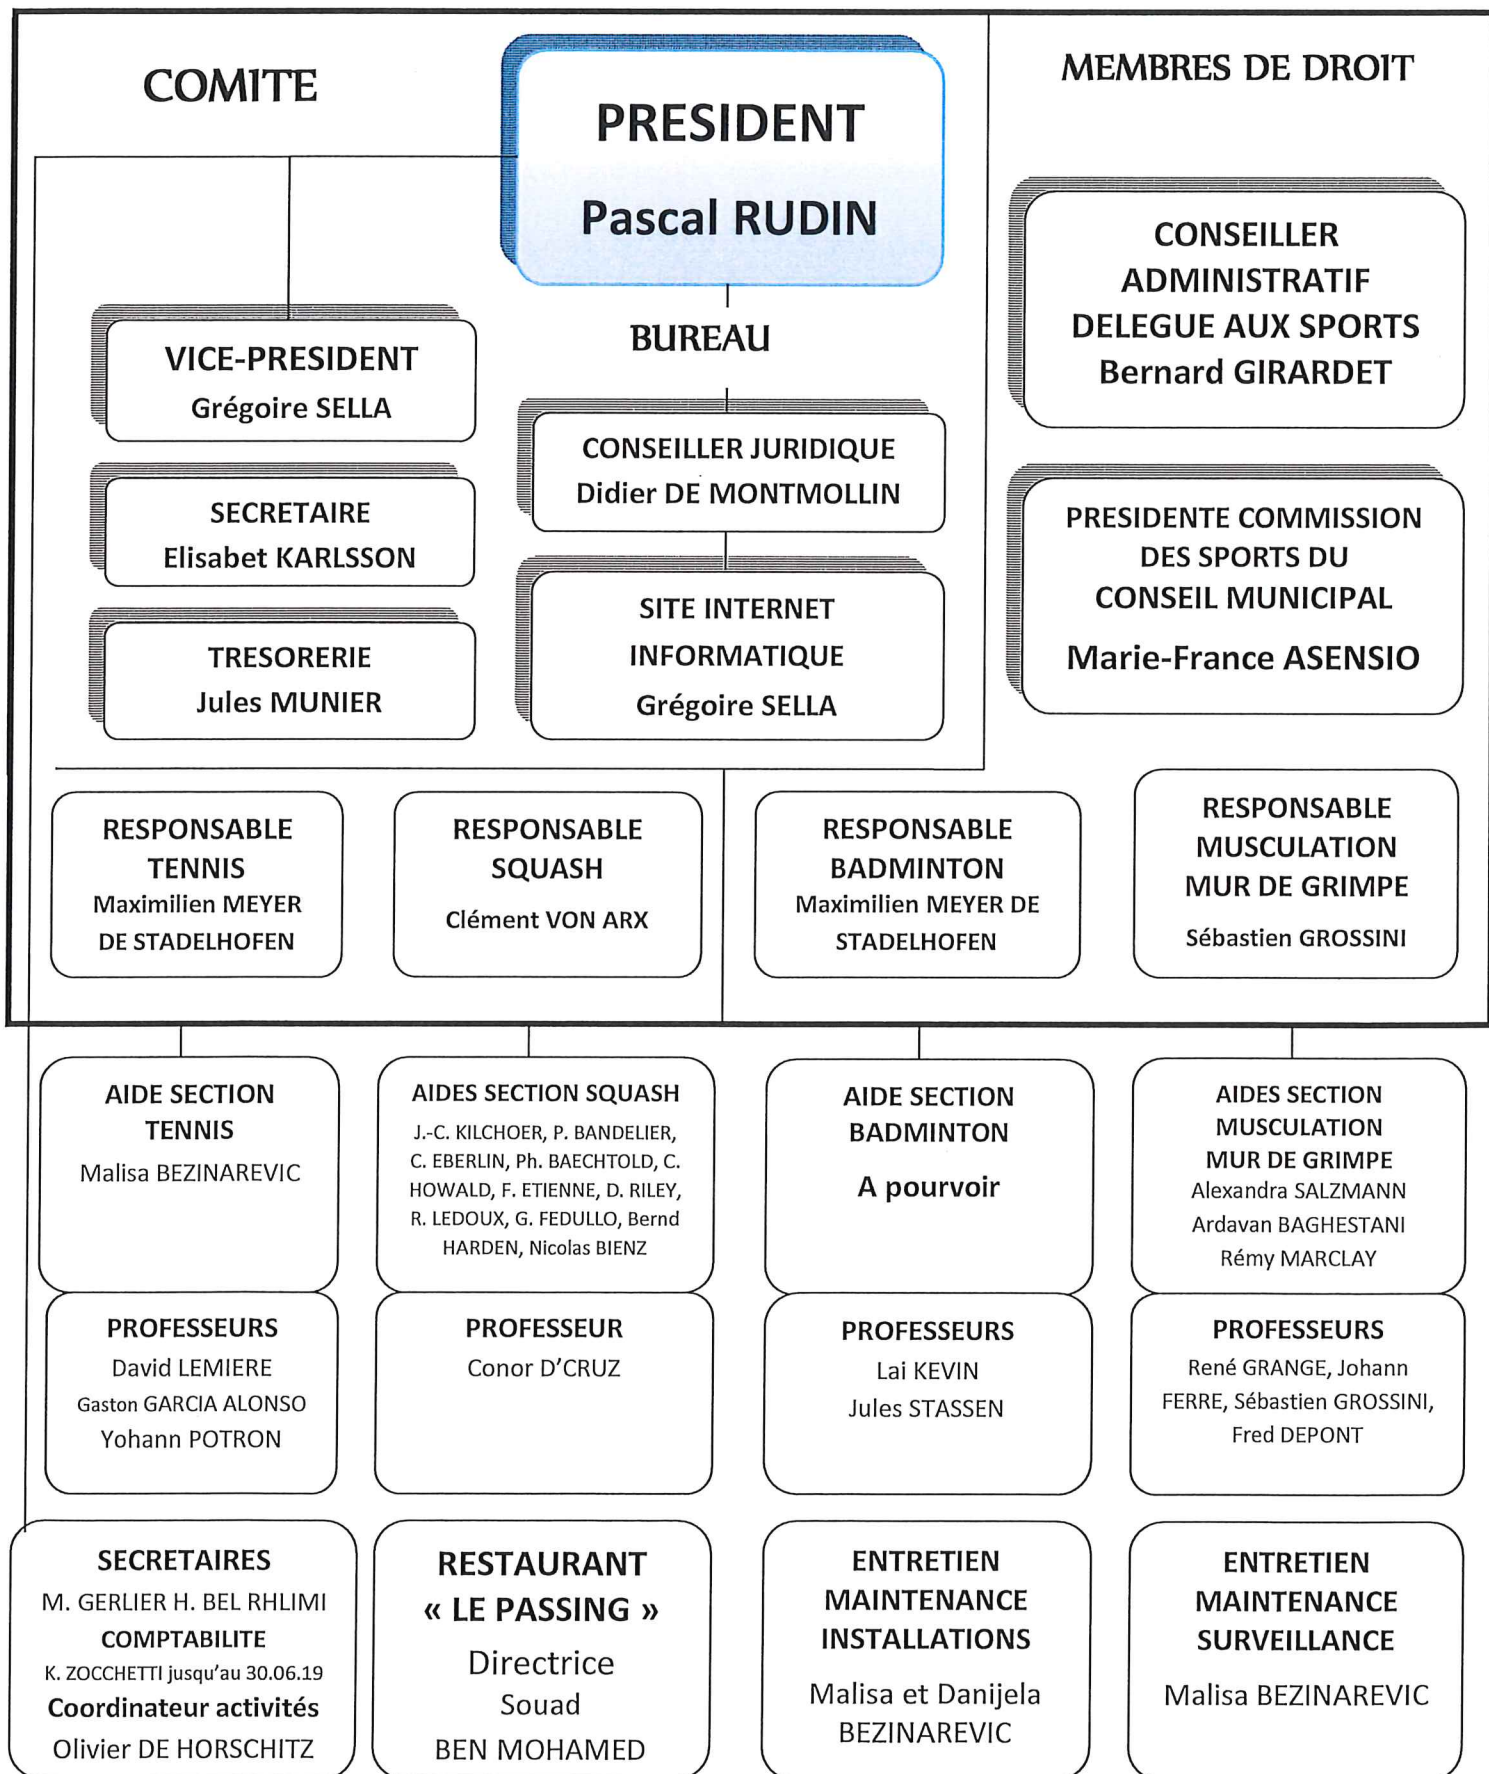 COMITE
PRESIDENT
Pascal RUDIN
MEMBRES DE DROIT
VICE-PRESIDENT
Grégoire SELLA
SECRETAIRE
Elisabet KARLSSON
TRESORERIE
Jules MUNIER
BUREAU
CONSEILLER JURIDIQUE
Didier DE MONTMOLLIN
SITE INTERNET
INFORMATIQUE
Grégoire SELLA
CONSEILLER
ADMINISTRATIF
DELEGUE AUX SPORTS
Bernard GIRARDET
PRESIDENTE COMMISSION
DES SPORTS DU
CONSEIL MUNICIPAL
Marie-France ASENSIO
RESPONSABLE
TENNIS
Maximilien MEYER
DE STADELHOFEN
RESPONSABLE
SQUASH
Clément VON ARX
RESPONSABLE
BADMINTON
Maximilien MEYER DE
STADELHOFEN
RESPONSABLE
MUSCULATION
MUR DE GRIMPE
Sébastien GROSSINI
AIDE SECTION
TENNIS
Malisa BEZINAREVIC
AIDES SECTION SQUASH
J.-C. KILCHOER, P. BANDELIER,
C. EBERLIN, Ph. BAECHTOLD, C.
HOWALD, F. ETIENNE, D. RILEY,
R. LEDOUX, G. FEDULLO, Bernd
HARDEN, Nicolas BIENZ
AIDE SECTION
BADMINTON
A pourvoir
AIDES SECTION
MUSCULATION
MUR DE GRIMPE
Alexandra SALZMANN
Ardavan BAGHESTANI
Rémy MARCLAY
PROFESSEURS
David LEMIERE
Gaston GARCIA ALONSO
Yohann POTRON
PROFESSEUR
Conor D'CRUZ
PROFESSEURS
Lai KEVIN
Jules STASSEN
PROFESSEURS
René GRANGE, Johann
FERRE, Sébastien GROSSINI,
Fred DEPONT
SECRETAIRES
M. GERLIER H. BEL RHLIMI
COMPTABILITE
K. ZOCCHETTI jusqu'au 30.06.19
Coordinateur activités
Olivier DE HORSCHITZ
RESTAURANT
« LE PASSING »
Directrice
Souad
BEN MOHAMED
ENTRETIEN
MAINTENANCE
INSTALLATIONS
Malisa et Danijela
BEZINAREVIC
ENTRETIEN
MAINTENANCE
SURVEILLANCE
Malisa BEZINAREVIC